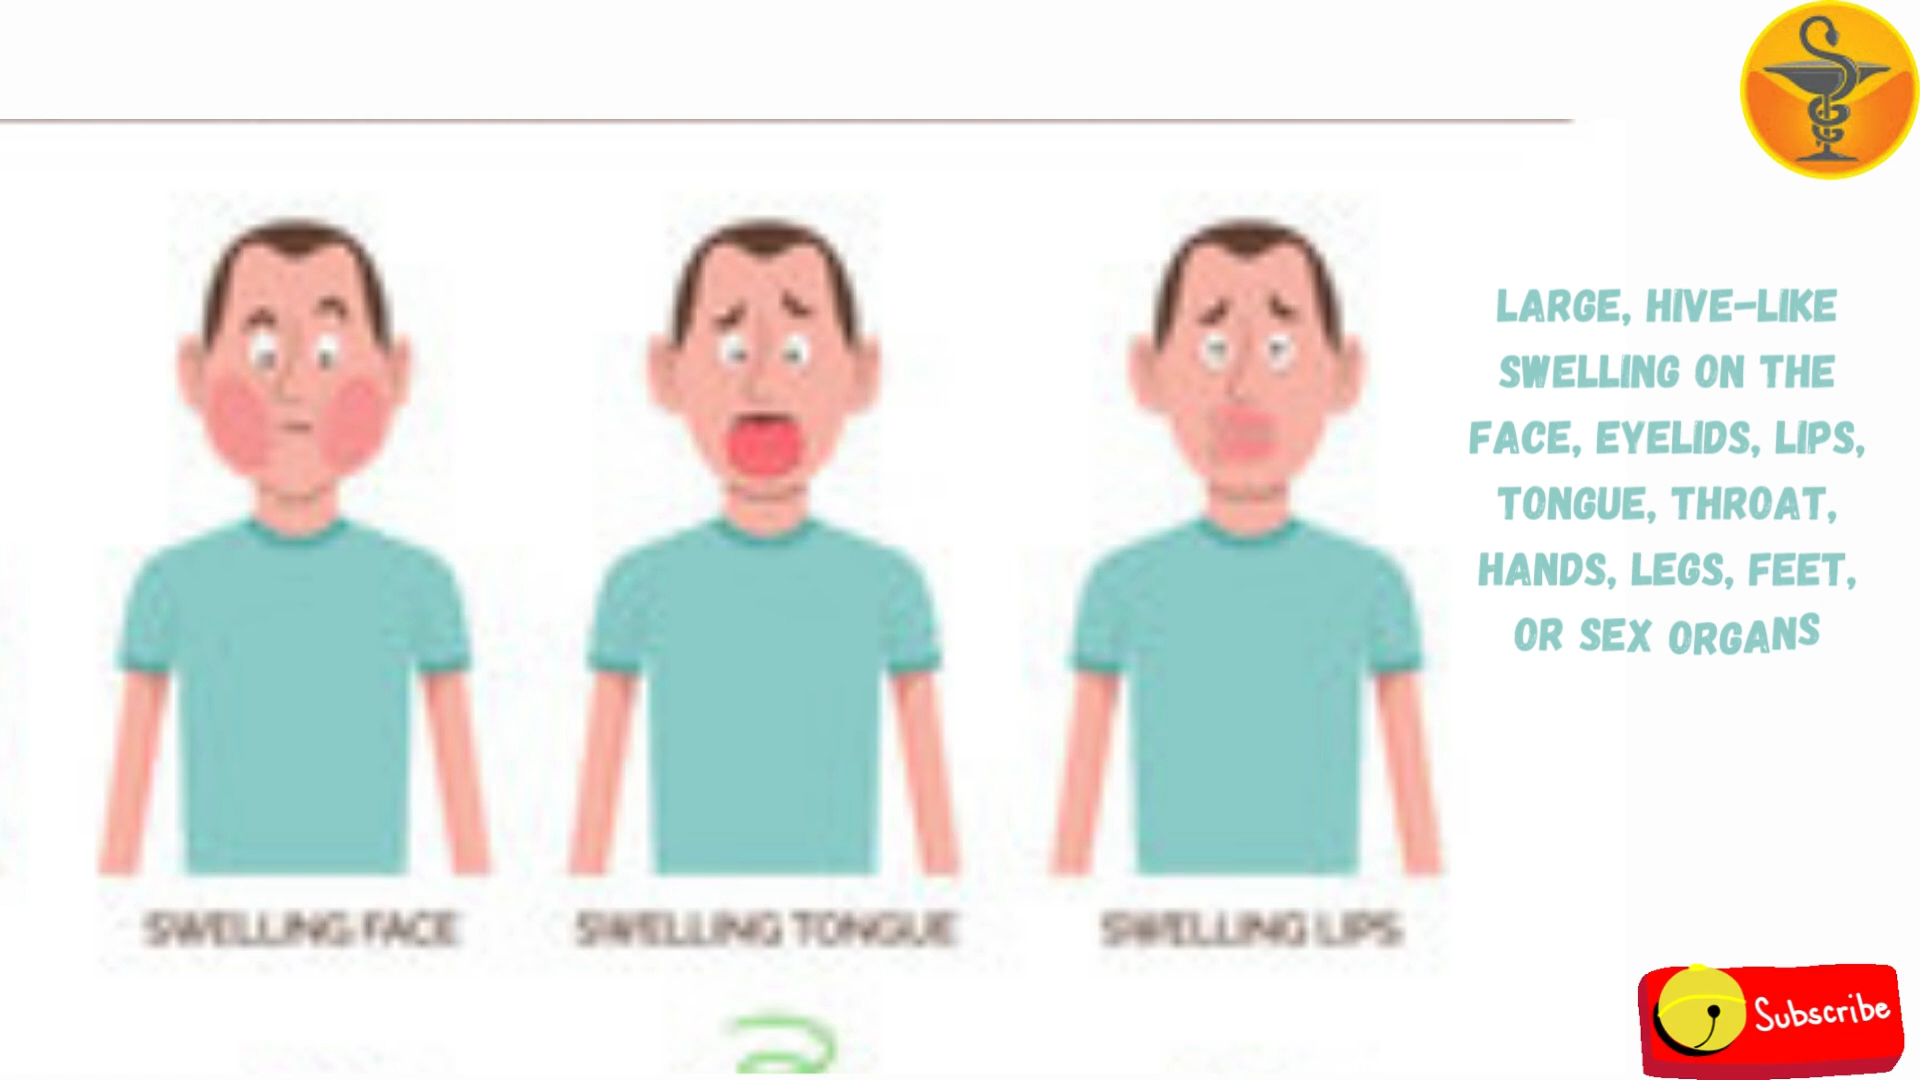 LARGE, HIVE-LIKE
SWELLING ON THE
FACE, EYELIDS, LIPS,
TONGUE, THROAT,
HANDS, LEGS, FEET,
OR SEX ORGANS
SWELLING FACE
SWELLING TONGUE
SWELLING LIPS
Subscribe